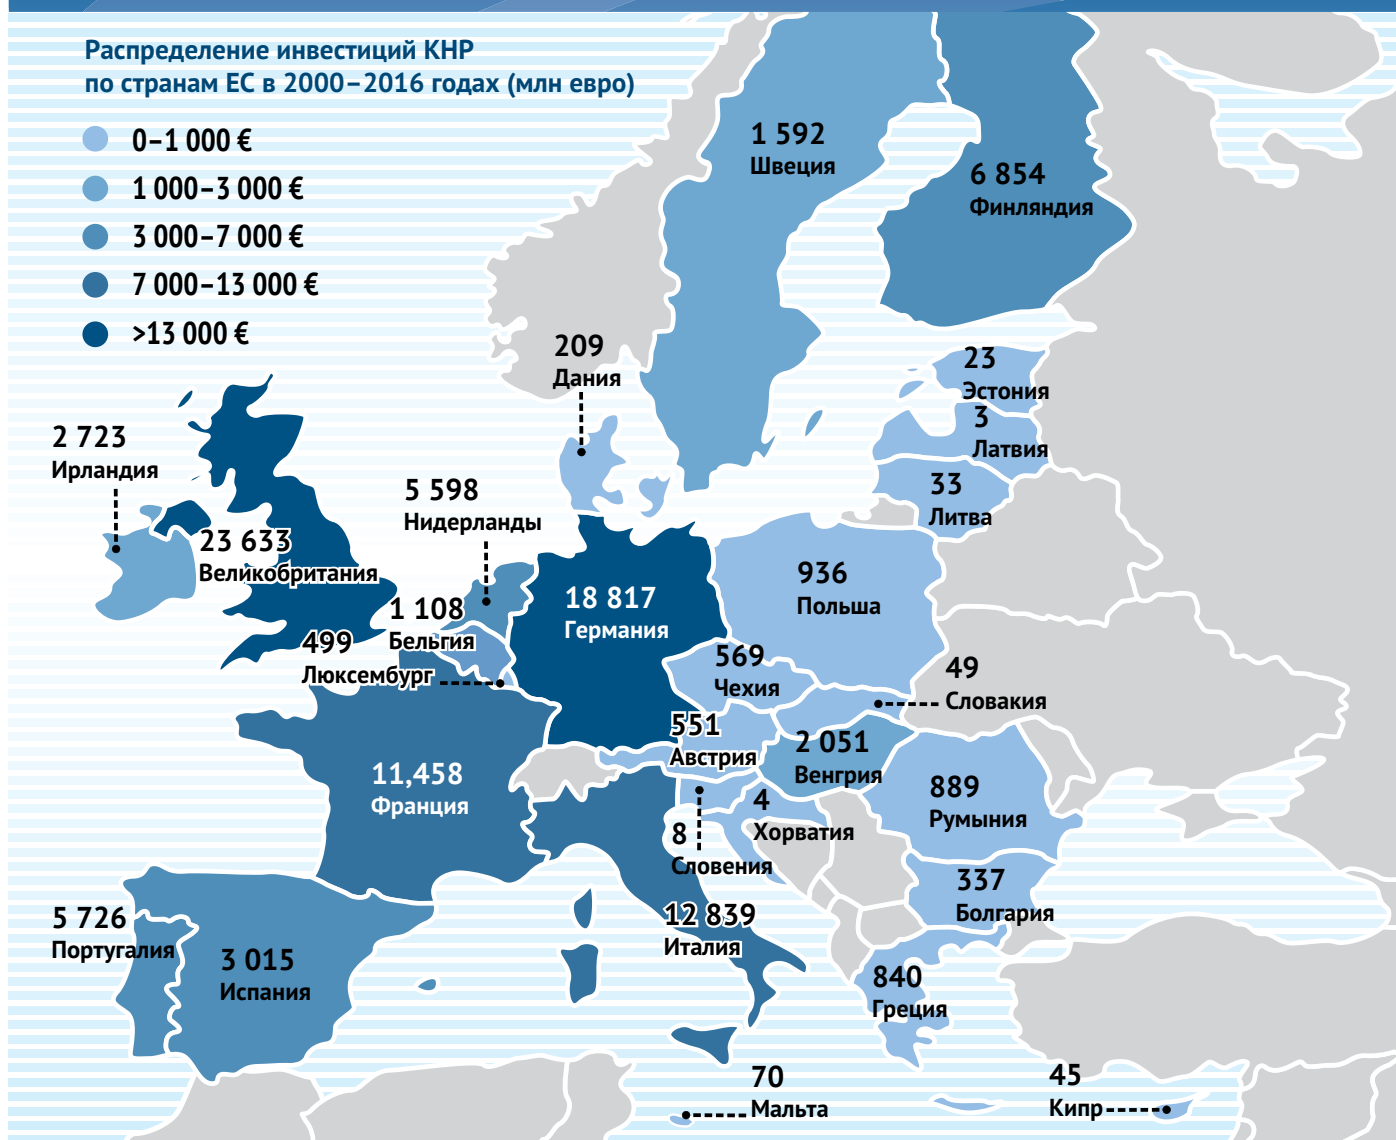 Распределение инвестиций КНР
по странам ЕС в 2000–2016 годах (млн евро)
0–1 000 €
1 000–3 000 €
3 000–7 000 €
7 000–13 000 €
>13 000 €
1 592
Швеция
6 854
Финляндия
209
Дания
23
Эстония
3
Латвия
33
Литва
2 723
Ирландия
5 598
Нидерланды
23 633
Великобритания
18 817
Германия
936
Польша
1 108
Бельгия
499
Люксембург
569
Чехия
49
Словакия
551
Австрия
2 051
Венгрия
11,458
Франция
889
Румыния
4
Хорватия
8
Словения
337
Болгария
5 726
Португалия
3 015
Испания
12 839
Италия
840
Греция
70
Мальта
45
Кипр